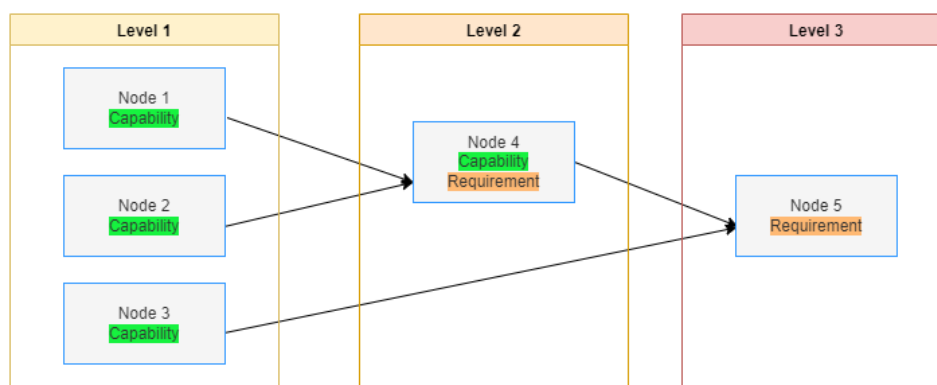 Level 1
Level 2
Level 3
Node 1
Capability
Node 2
Capability
Node 3
Capability
Node 4
Capability
Requirement
Node 5
Requirement